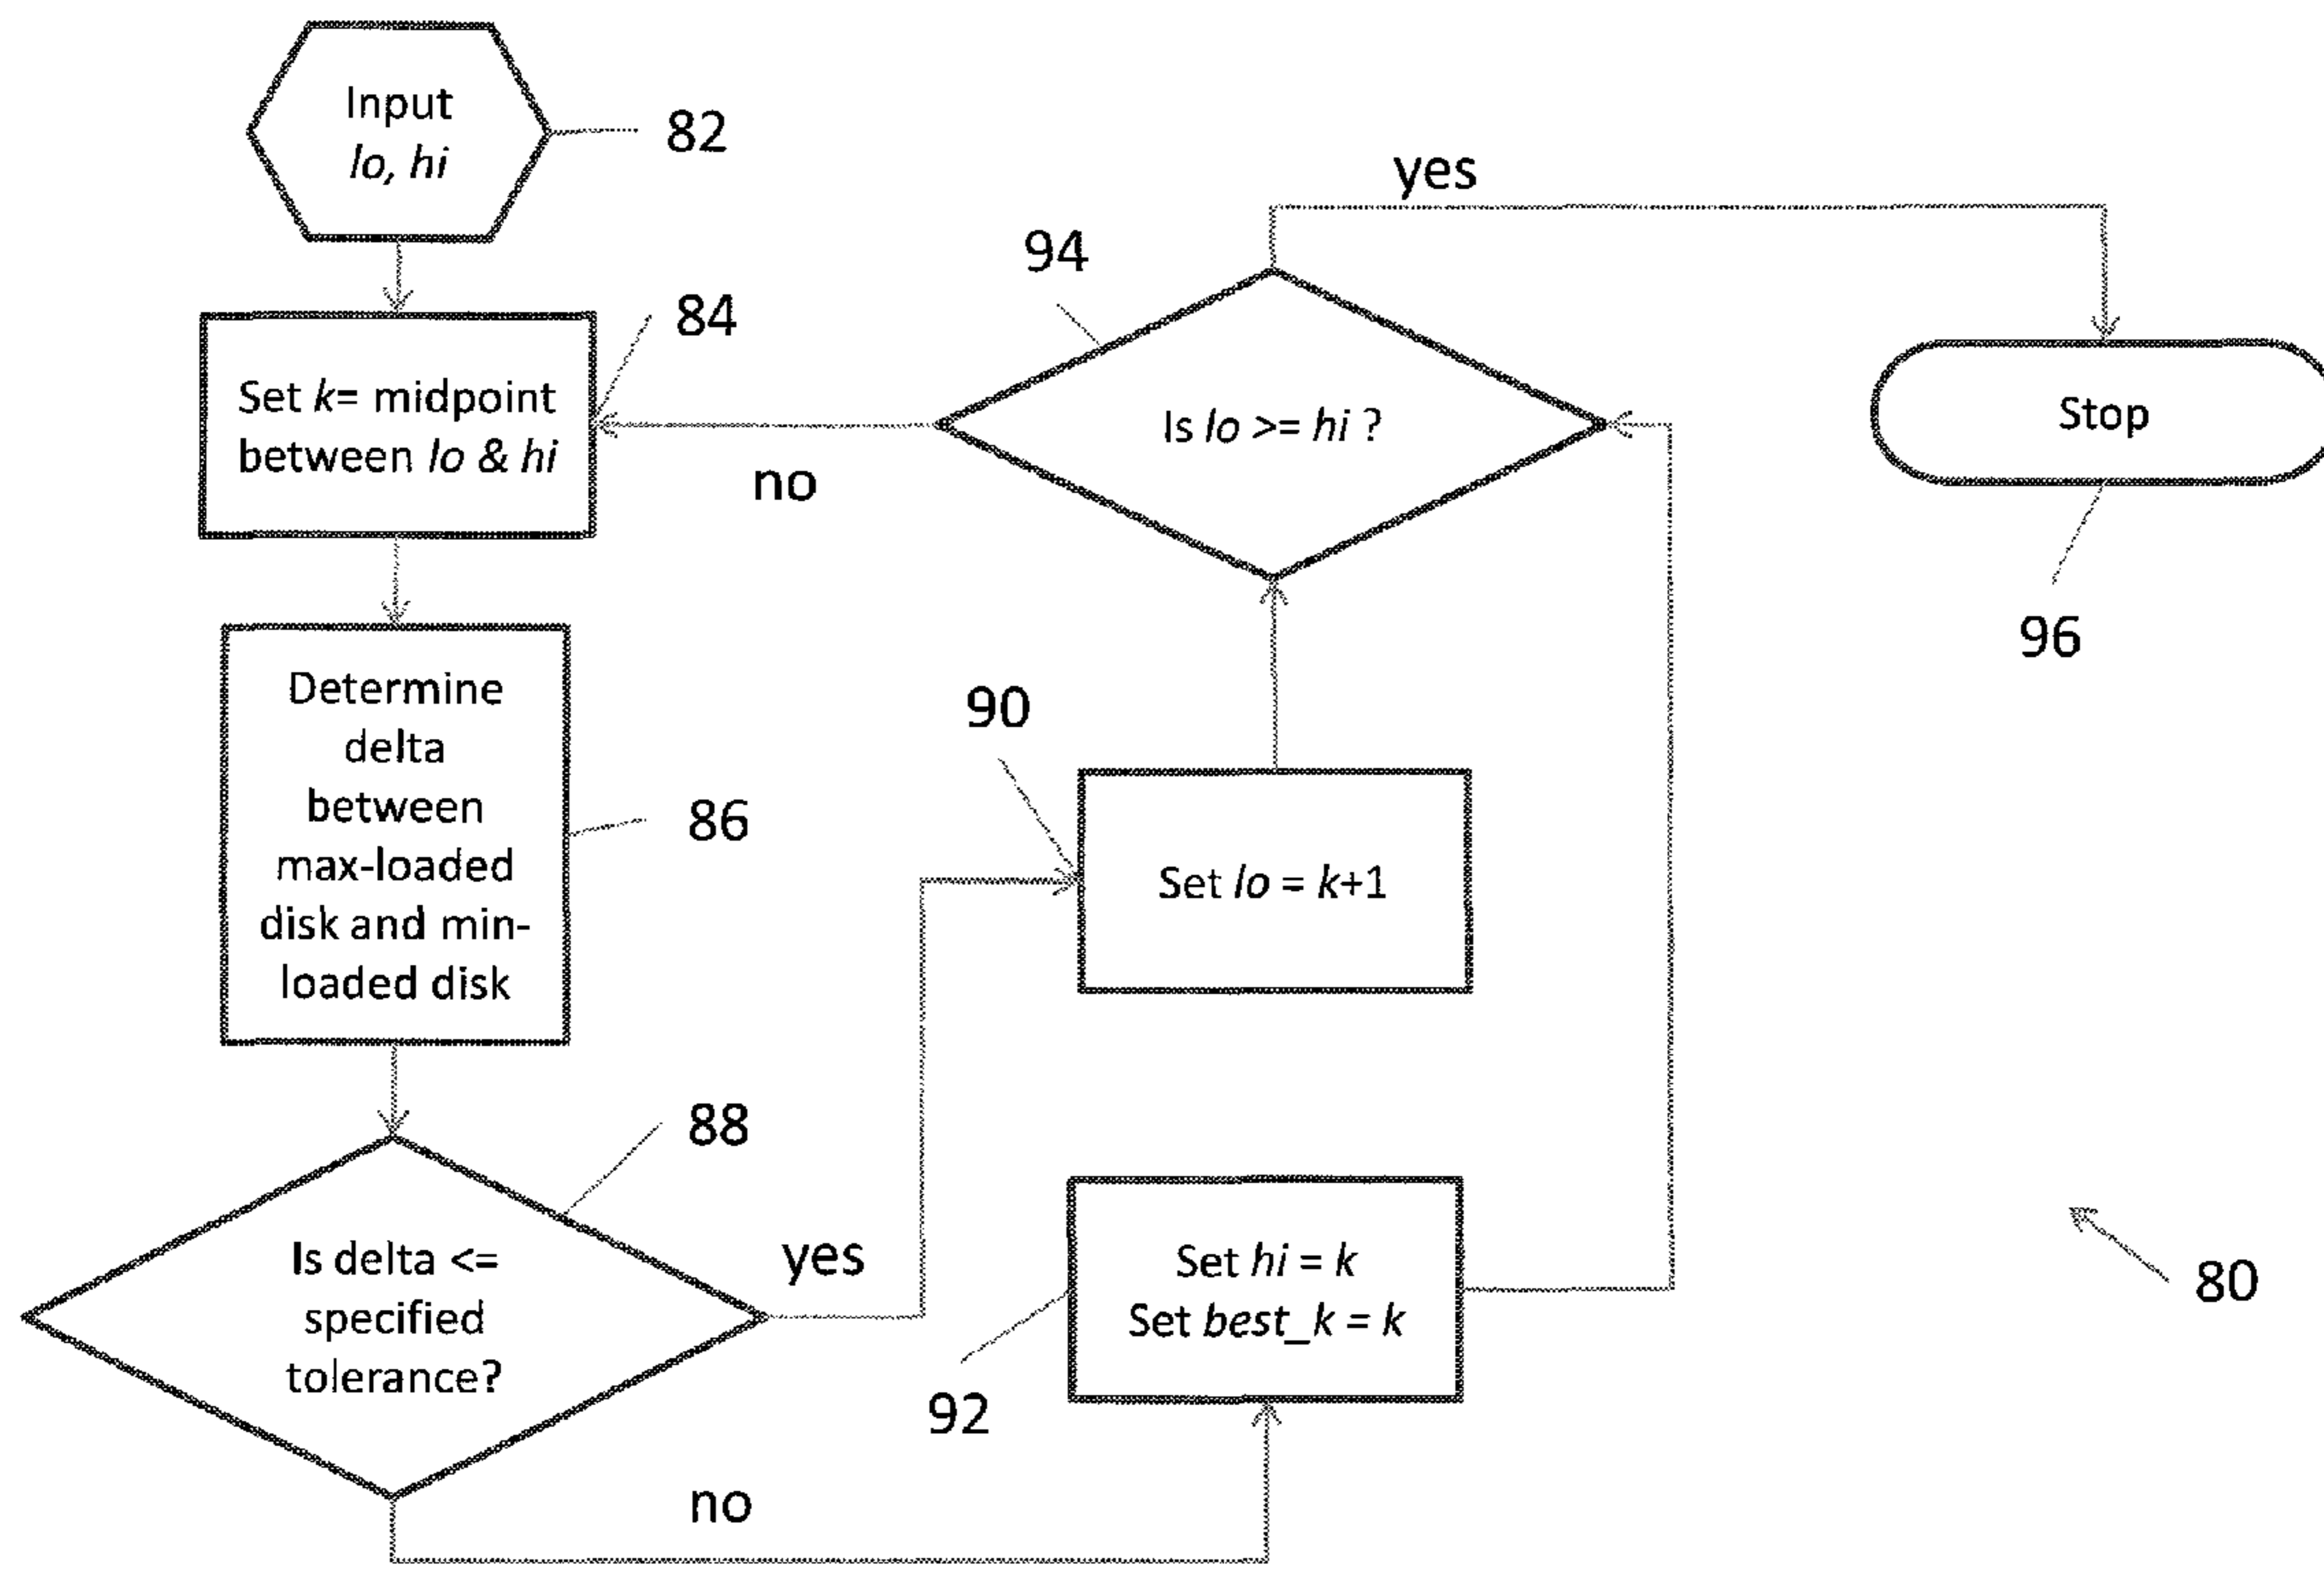 Input
lo, hi
82
Set k= midpoint
between lo & hi
84
Determine
delta
between
max-loaded
disk and min-
loaded disk
86
Is delta <=
specified
tolerance?
88
yes
no
90
Set lo = k+1
Set hi = k
Set best_k = k
92
94
Is lo >= hi ?
no
yes
Stop
96
80